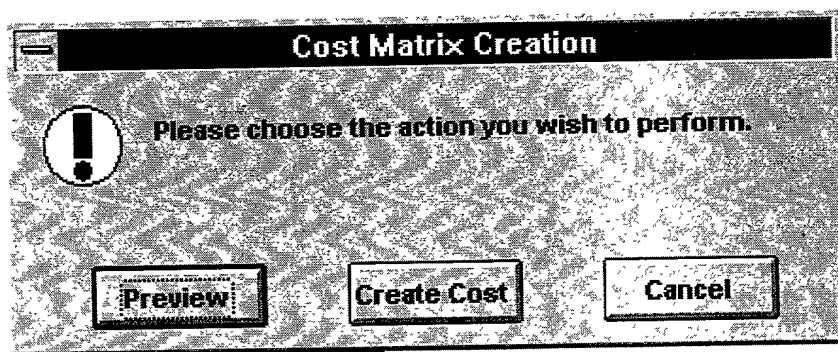 Cost Matrix Creation
Please choose the action you wish to perform.
Preview
Create Cost
Cancel